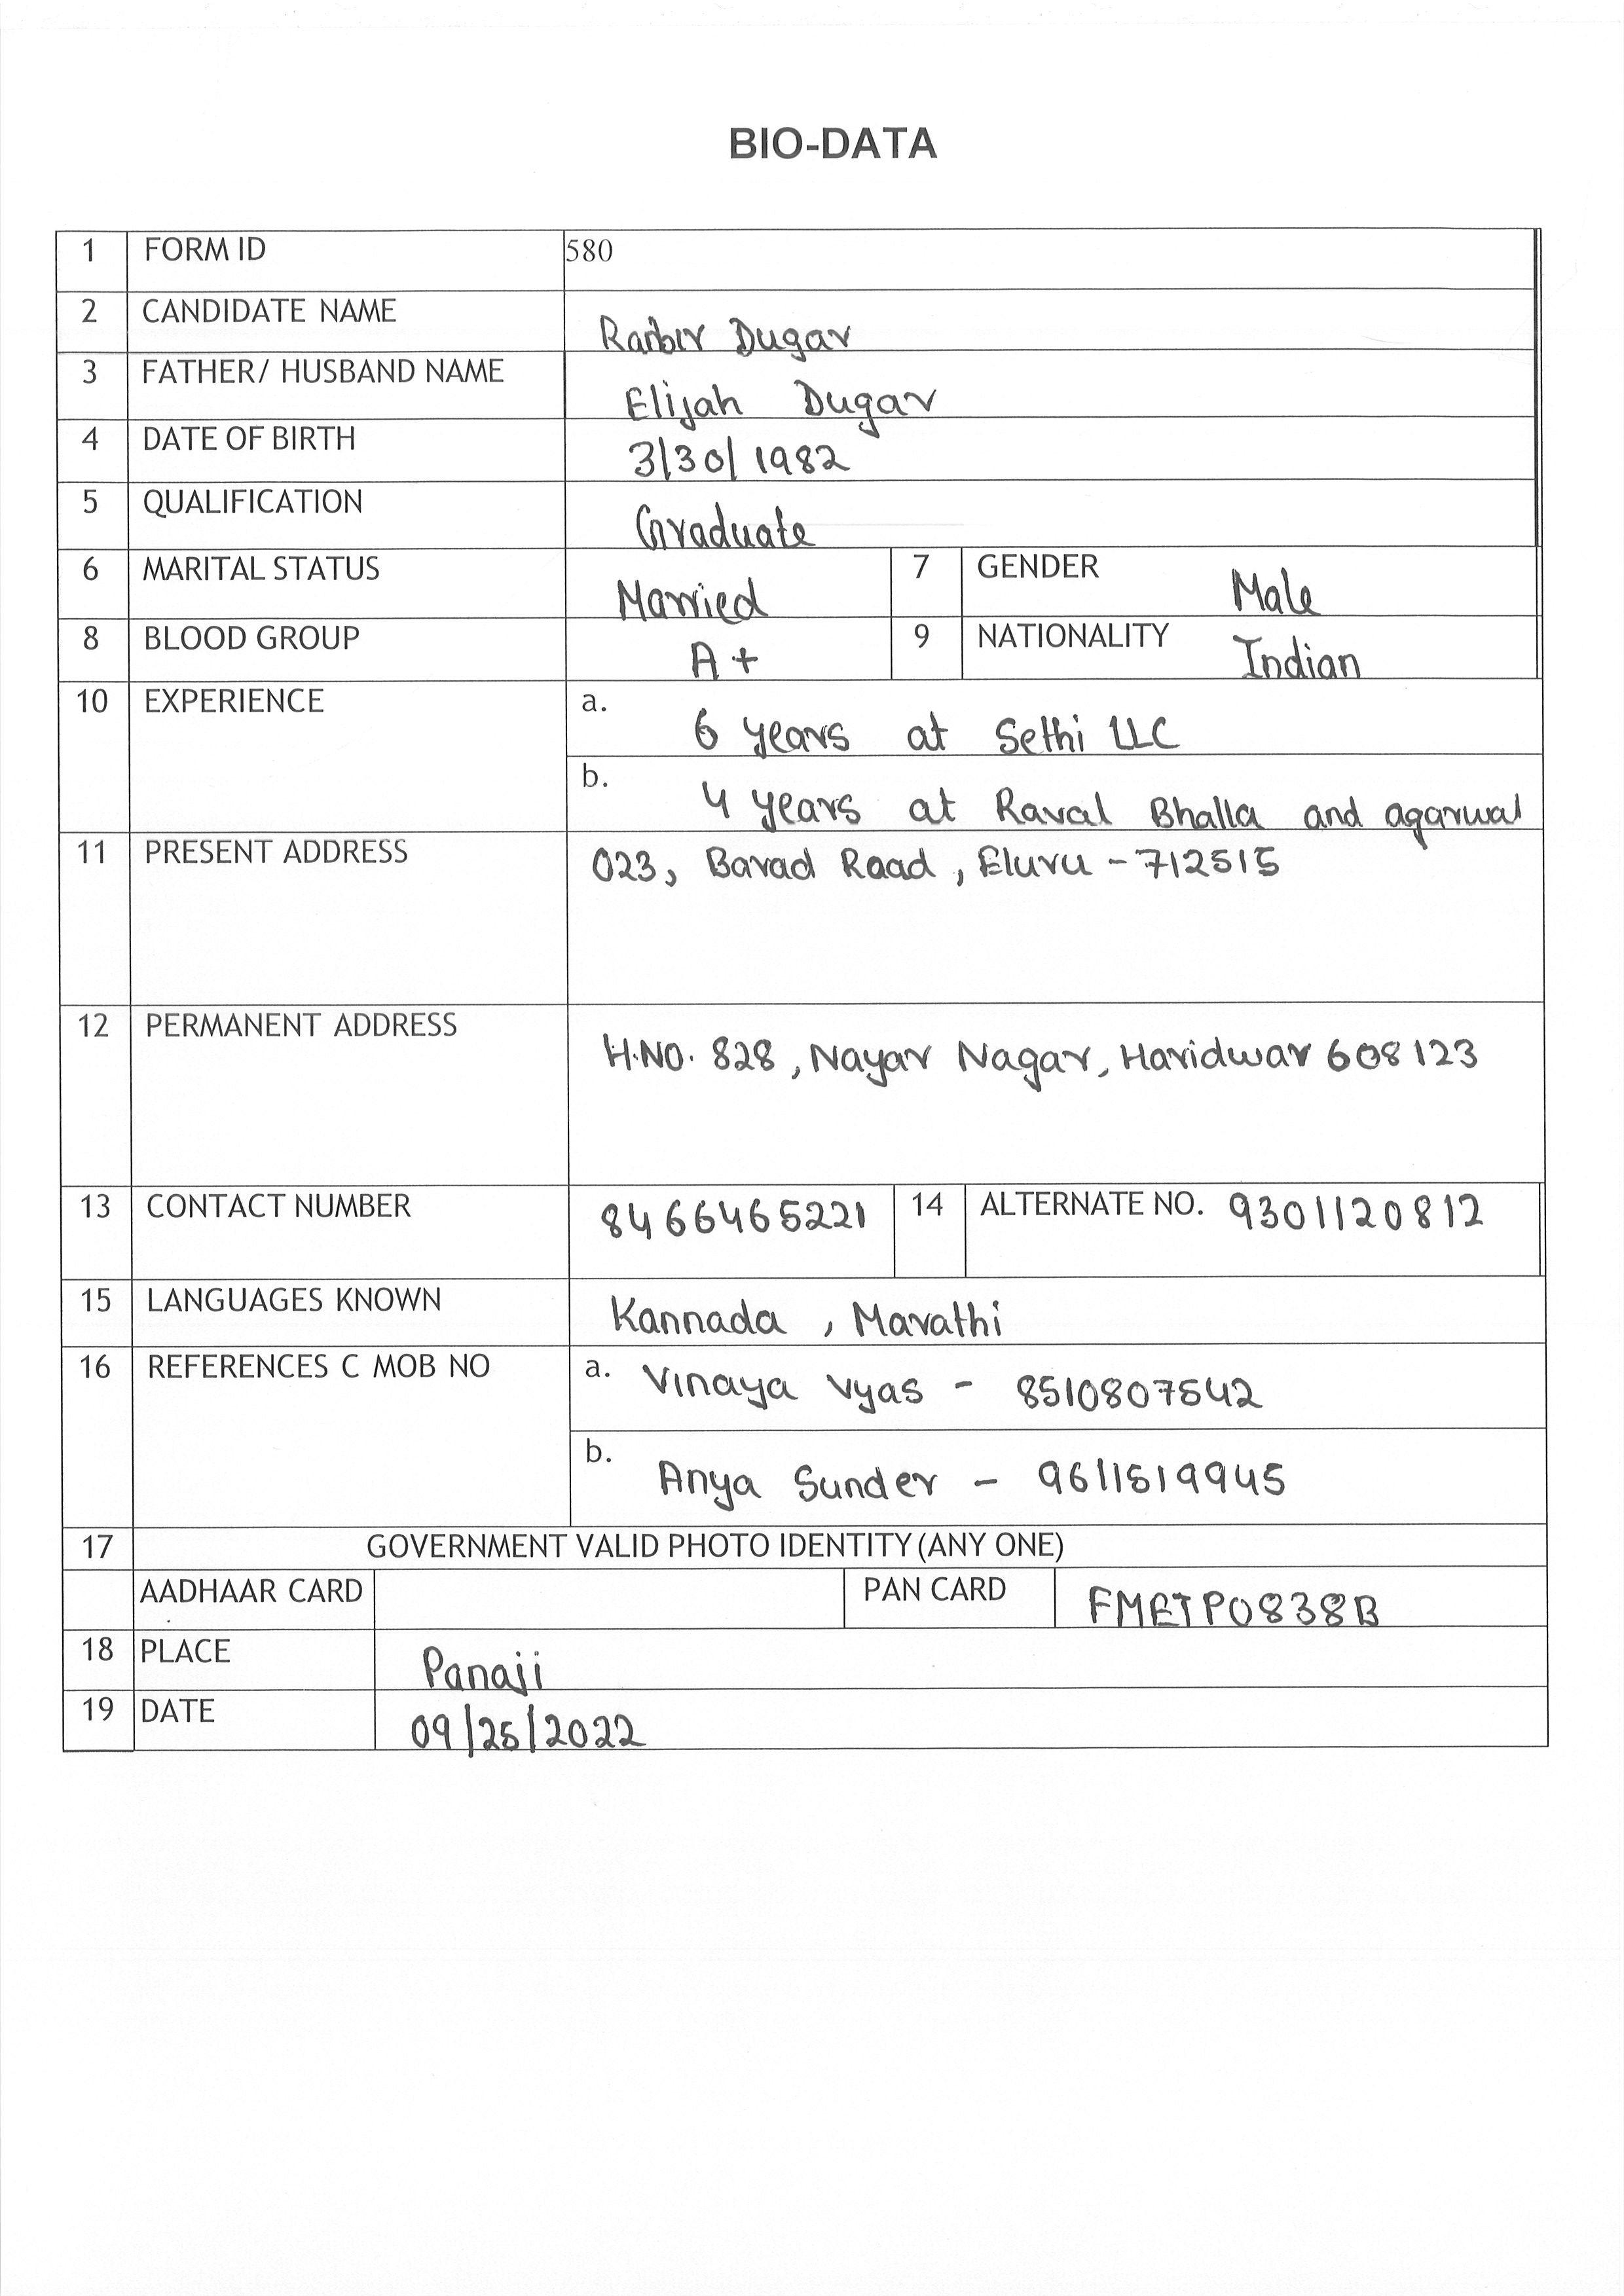 BIO-DATA
1 FORM ID 580
2 CANDIDATE NAME Ranbir Dugar
3 FATHER/ HUSBAND NAME Elijah Dugar
4 DATE OF BIRTH 3/30/1982
5 QUALIFICATION Graduate
6 MARITAL STATUS Married 7 GENDER Male
8 BLOOD GROUP A+ 9 NATIONALITY Indian
10 EXPERIENCE a. 6 years at Sethi LLC
b. 4 years at Raval Bhalla and agarwal
11 PRESENT ADDRESS 023, Barad Raad, Eluru - 712515
12 PERMANENT ADDRESS H.NO. 828, Nayar Nagar, Haridwar 608123
13 CONTACT NUMBER 8466465221 14 ALTERNATE NO. 9301120812
15 LANGUAGES KNOWN Kannada, Marathi
16 REFERENCES C MOB NO a. Vinaya Vyas - 8510807542
b. Anya Sunder - 9611519945
17 GOVERNMENT VALID PHOTO IDENTITY (ANY ONE)
AADHAAR CARD PAN CARD FMETP0838B
18 PLACE Panaji
19 DATE 09/25/2022